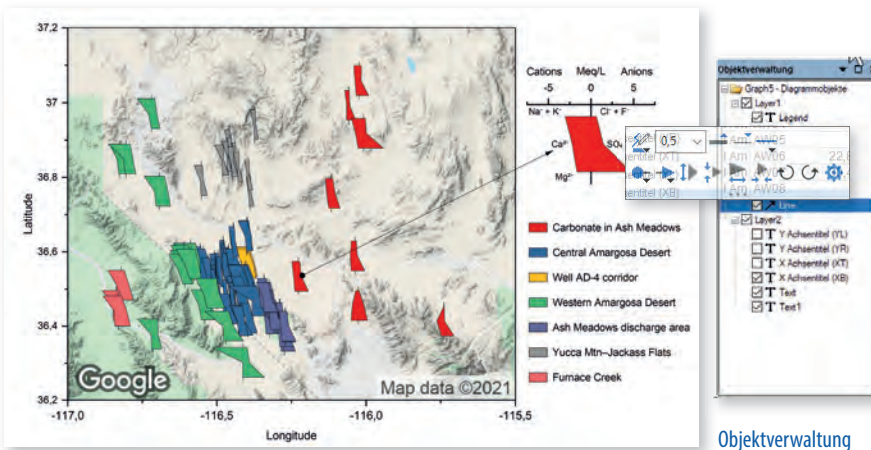 37,2
37
36,8
36,6
36,4
36,2
Latitude
-117,0
-116,5
-116,0
-115,5
Longitude
Google
Map data ©2021
Cations Meq/L Anions
-5 0 5
Na⁺ + K⁺ Cl⁻ + F⁻
Ca²⁺ SO₄
Mg²⁺
Carbonate in Ash Meadows
Central Amargosa Desert
Well AD-4 corridor
Western Amargosa Desert
Ash Meadows discharge area
Yucca Mtn–Jackass Flats
Furnace Creek
Objektverwaltung
Graph5 - Diagrammobjekte
Layer1
T Legend
0,5
Line
Layer2
T Y Achsentitel (YL)
T Y Achsentitel (YR)
T X Achsentitel (XT)
T X Achsentitel (XB)
T Text
T Text1
Objektverwaltung